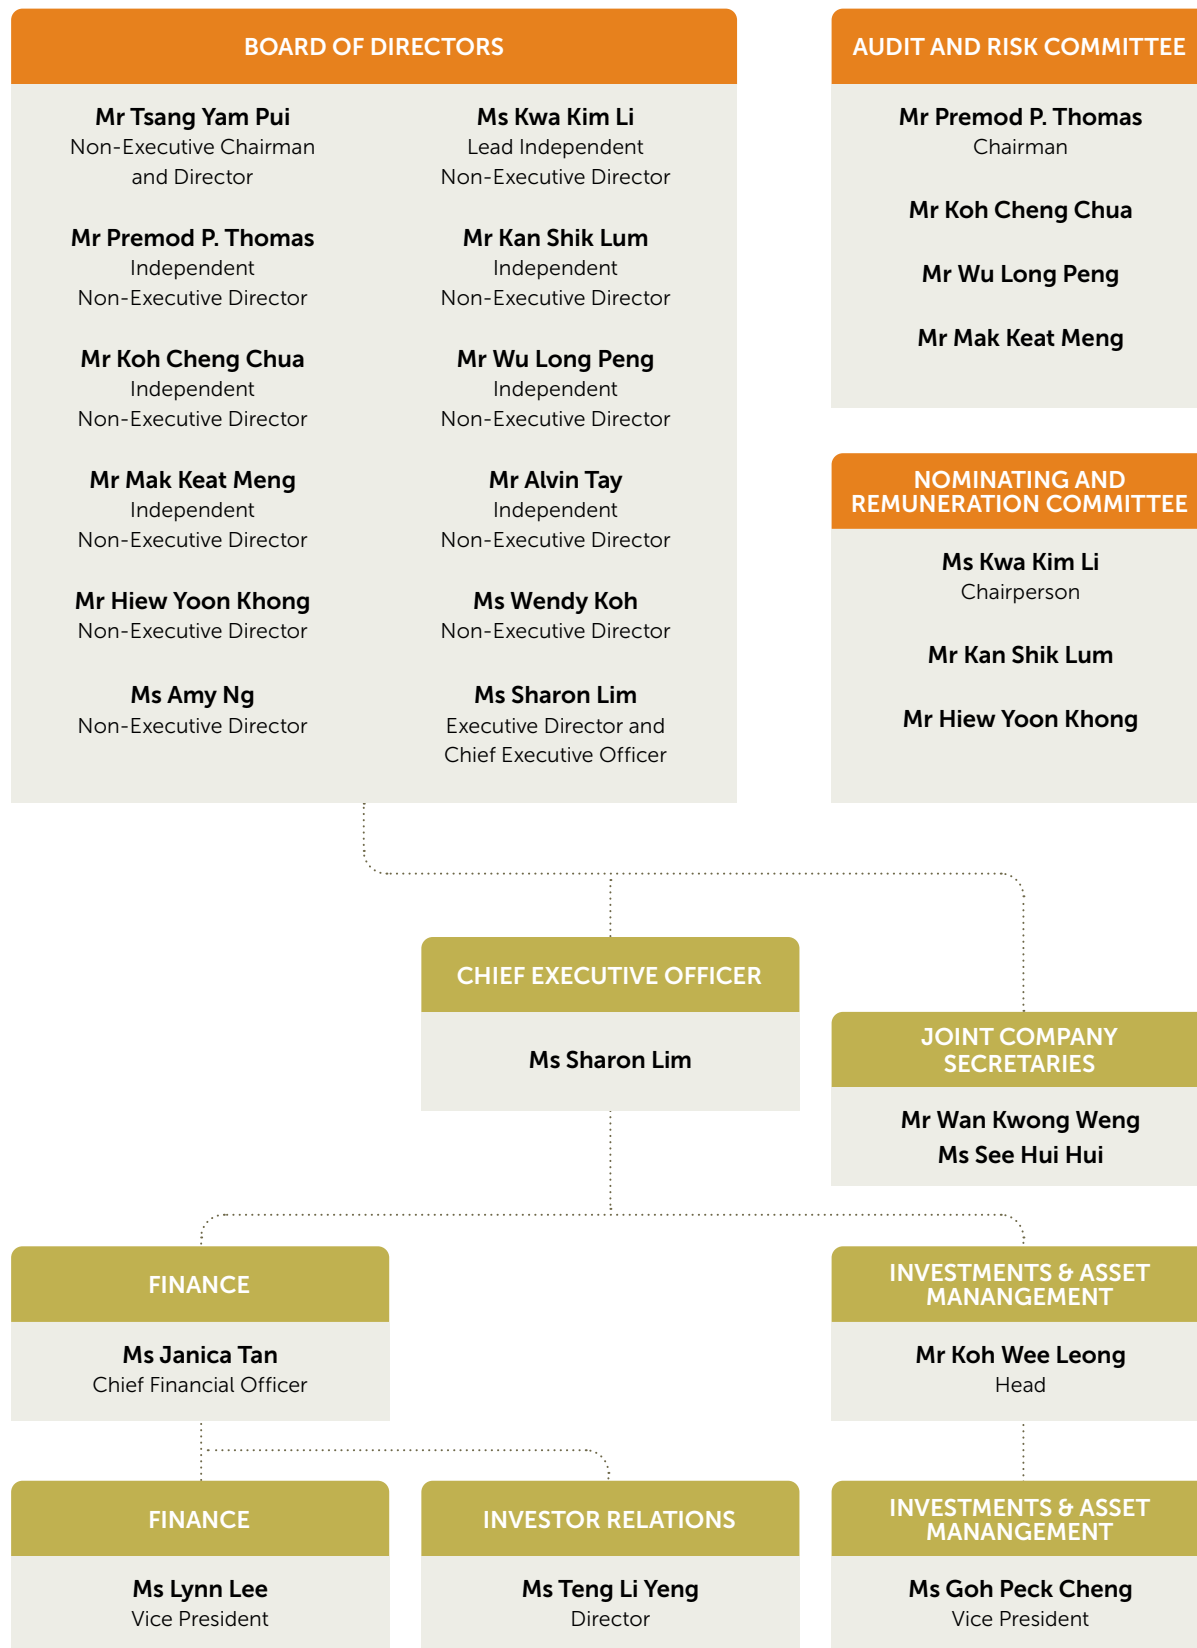 BOARD OF DIRECTORS
Mr Tsang Yam Pui
Non-Executive Chairman
and Director
Ms Kwa Kim Li
Lead Independent
Non-Executive Director
Mr Premod P. Thomas
Independent
Non-Executive Director
Mr Kan Shik Lum
Independent
Non-Executive Director
Mr Koh Cheng Chua
Independent
Non-Executive Director
Mr Wu Long Peng
Independent
Non-Executive Director
Mr Mak Keat Meng
Independent
Non-Executive Director
Mr Alvin Tay
Independent
Non-Executive Director
Mr Hiew Yoon Khong
Non-Executive Director
Ms Wendy Koh
Non-Executive Director
Ms Amy Ng
Non-Executive Director
Ms Sharon Lim
Executive Director and
Chief Executive Officer
AUDIT AND RISK COMMITTEE
Mr Premod P. Thomas
Chairman
Mr Koh Cheng Chua
Mr Wu Long Peng
Mr Mak Keat Meng
NOMINATING AND
REMUNERATION COMMITTEE
Ms Kwa Kim Li
Chairperson
Mr Kan Shik Lum
Mr Hiew Yoon Khong
CHIEF EXECUTIVE OFFICER
Ms Sharon Lim
JOINT COMPANY
SECRETARIES
Mr Wan Kwong Weng
Ms See Hui Hui
FINANCE
Ms Janica Tan
Chief Financial Officer
INVESTMENTS & ASSET
MANANGEMENT
Mr Koh Wee Leong
Head
FINANCE
Ms Lynn Lee
Vice President
INVESTOR RELATIONS
Ms Teng Li Yeng
Director
INVESTMENTS & ASSET
MANANGEMENT
Ms Goh Peck Cheng
Vice President